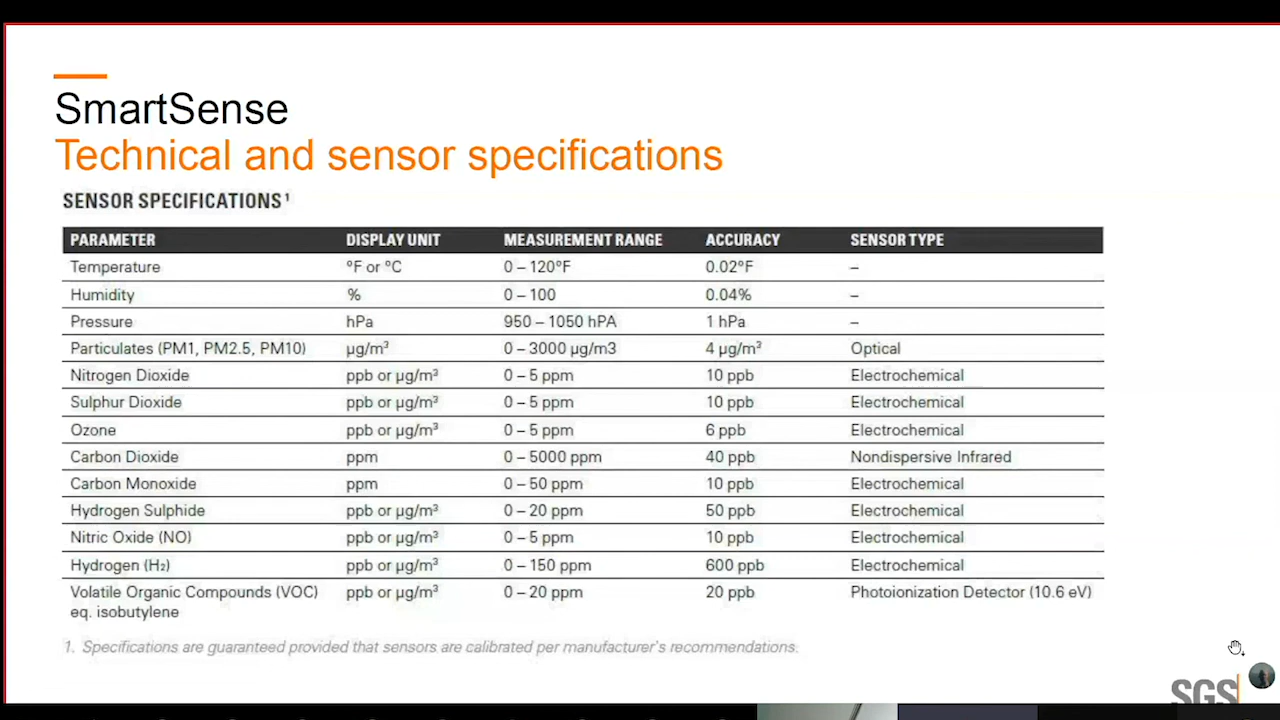 SmartSense
Technical and sensor specifications
SENSOR SPECIFICATIONS¹
PARAMETER DISPLAY UNIT MEASUREMENT RANGE ACCURACY SENSOR TYPE
Temperature ºF or ºC 0 – 120ºF 0.02ºF –
Humidity % 0 – 100 0.04% –
Pressure hPa 950 – 1050 hPA 1 hPa –
Particulates (PM1, PM2.5, PM10) µg/m³ 0 – 3000 µg/m3 4 µg/m³ Optical
Nitrogen Dioxide ppb or µg/m³ 0 – 5 ppm 10 ppb Electrochemical
Sulphur Dioxide ppb or µg/m³ 0 – 5 ppm 10 ppb Electrochemical
Ozone ppb or µg/m³ 0 – 5 ppm 6 ppb Electrochemical
Carbon Dioxide ppm 0 – 5000 ppm 40 ppb Nondispersive Infrared
Carbon Monoxide ppm 0 – 50 ppm 10 ppb Electrochemical
Hydrogen Sulphide ppb or µg/m³ 0 – 20 ppm 50 ppb Electrochemical
Nitric Oxide (NO) ppb or µg/m³ 0 – 5 ppm 10 ppb Electrochemical
Hydrogen (H₂) ppb or µg/m³ 0 – 150 ppm 600 ppb Electrochemical
Volatile Organic Compounds (VOC) ppb or µg/m³ 0 – 20 ppm 20 ppb Photoionization Detector (10.6 eV)
eq. isobutylene
1. Specifications are guaranteed provided that sensors are calibrated per manufacturer's recommendations.
SGS